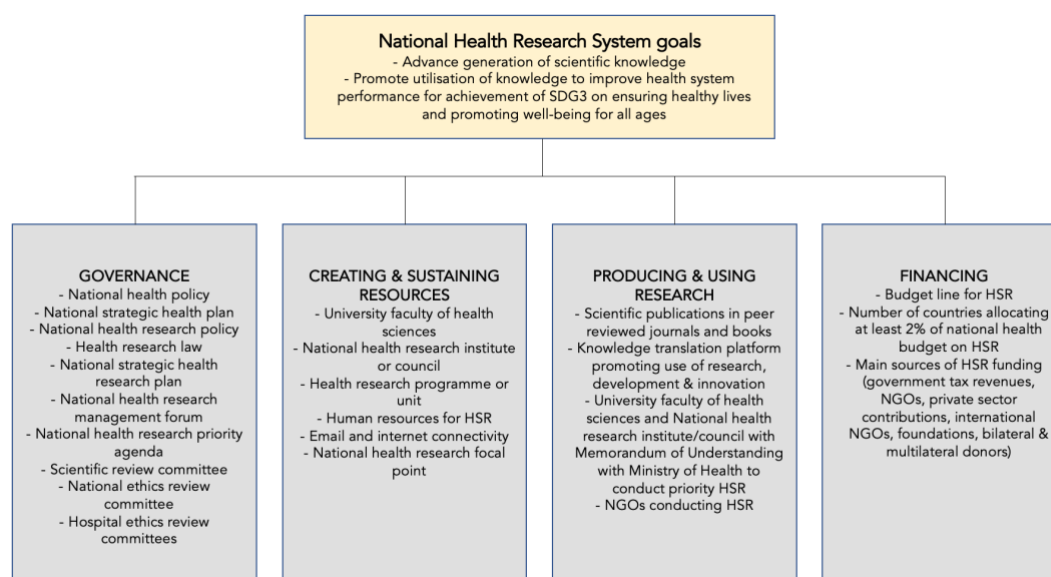 National Health Research System goals
- Advance generation of scientific knowledge
- Promote utilisation of knowledge to improve health system
performance for achievement of SDG3 on ensuring healthy lives
and promoting well-being for all ages
GOVERNANCE
- National health policy
- National strategic health plan
- National health research policy
- Health research law
- National strategic health
research plan
- National health research
management forum
- National health research priority
agenda
- Scientific review committee
- National ethics review
committee
- Hospital ethics review
committees
CREATING & SUSTAINING
RESOURCES
- University faculty of health
sciences
- National health research institute
or council
- Health research programme or
unit
- Human resources for HSR
- Email and internet connectivity
- National health research focal
point
PRODUCING & USING
RESEARCH
- Scientific publications in peer
reviewed journals and books
- Knowledge translation platform
promoting use of research,
development & innovation
- University faculty of health
sciences and National health
research institute/council with
Memorandum of Understanding
with Ministry of Health to
conduct priority HSR
- NGOs conducting HSR
FINANCING
- Budget line for HSR
- Number of countries allocating
at least 2% of national health
budget on HSR
- Main sources of HSR funding
(government tax revenues,
NGOs, private sector
contributions, international
NGOs, foundations, bilateral &
multilateral donors)